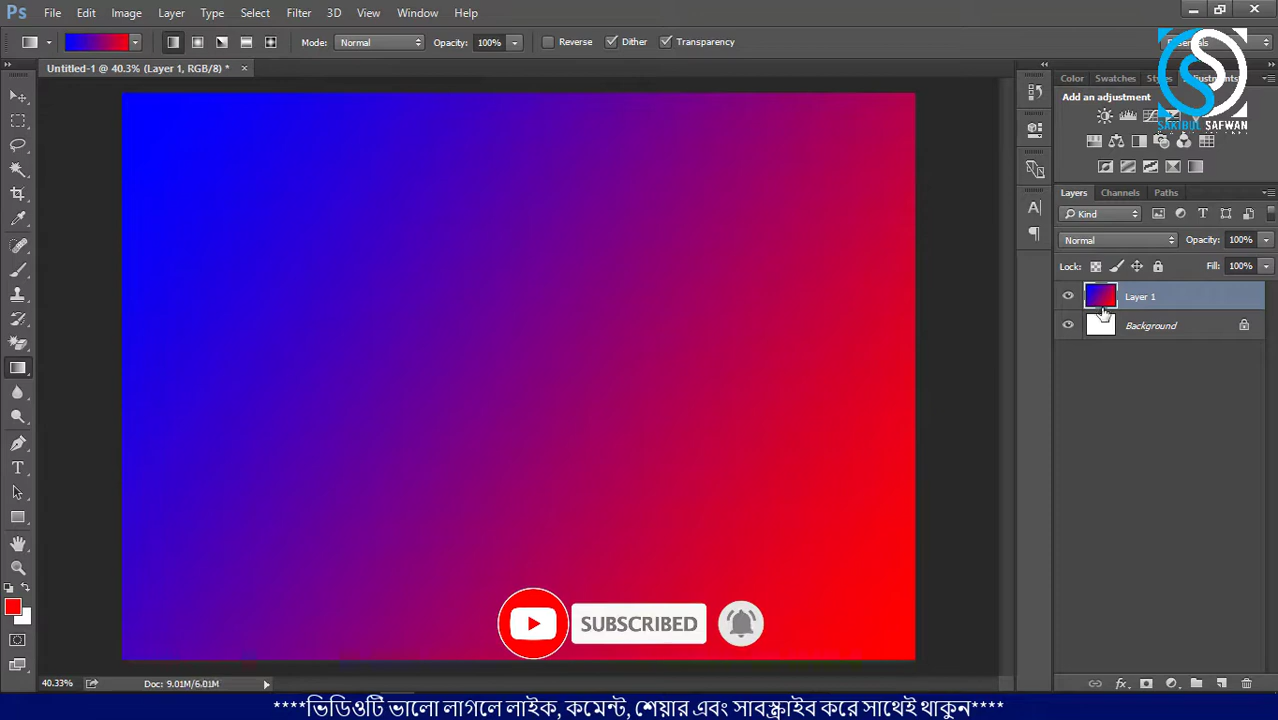 Ps File Edit Image Layer Type Select Filter 3D View Window Help
Mode: Normal Opacity: 100% Reverse Dither Transparency
Untitled-1 @ 40.3% (Layer 1, RGB/8) *
Color Swatches Styles Adjustments
Add an adjustment
SAKIBUL SAFWAN
Layers Channels Paths
Kind
Normal Opacity: 100%
Lock: Fill: 100%
Layer 1
Background
SUBSCRIBED
40.33% Doc: 9.01M/6.01M
****ভিডিওটি ভালো লাগলে লাইক, কমেন্ট, শেয়ার এবং সাবস্ক্রাইব করে সাথেই থাকুন****